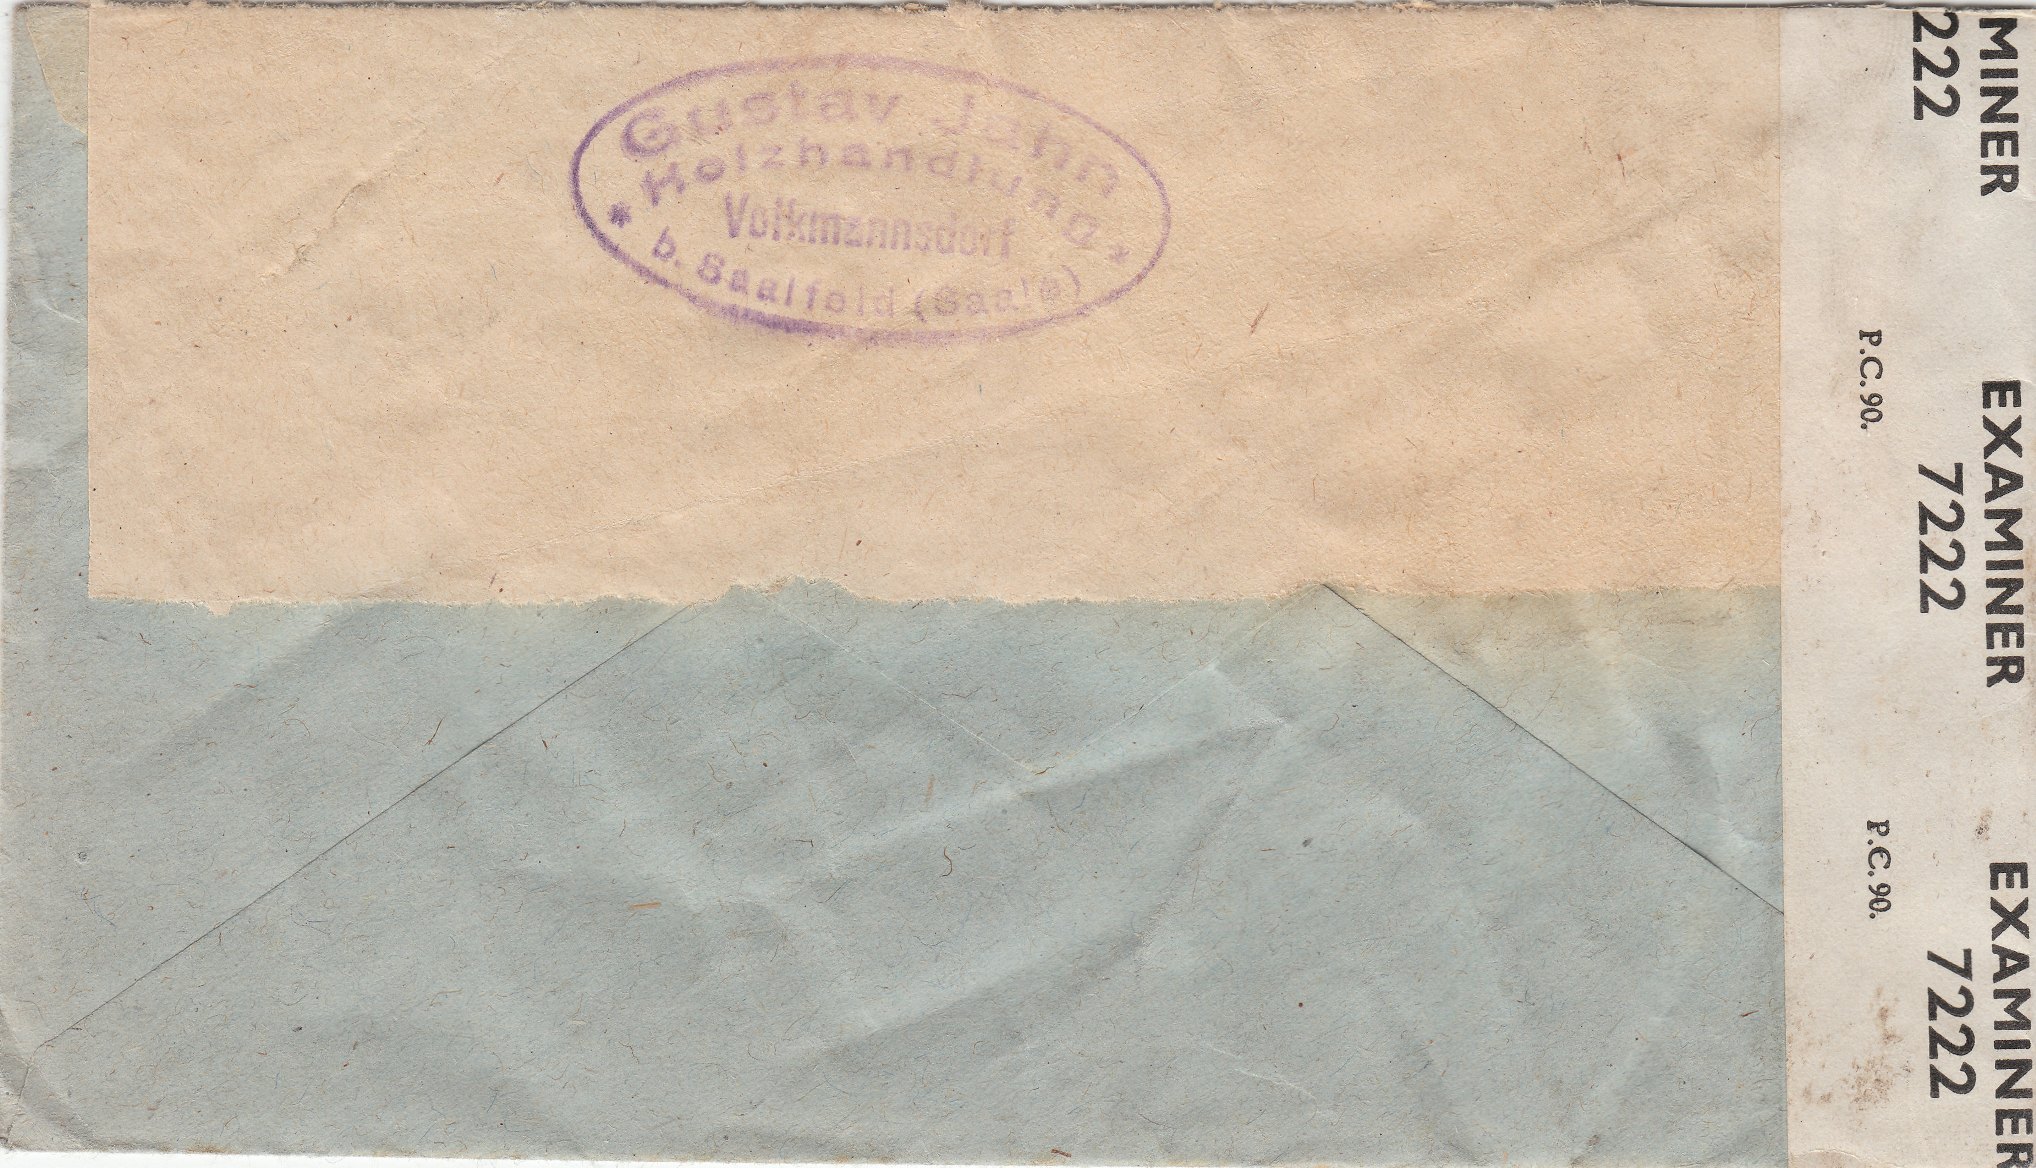 Gustav Jahn
* Holzhandlung *
Volkmannsdorf
b. Saalfeld (Saale)
MINER
222
P.C. 90.
EXAMINER
7222
P.C. 90.
EXAMINER
7222